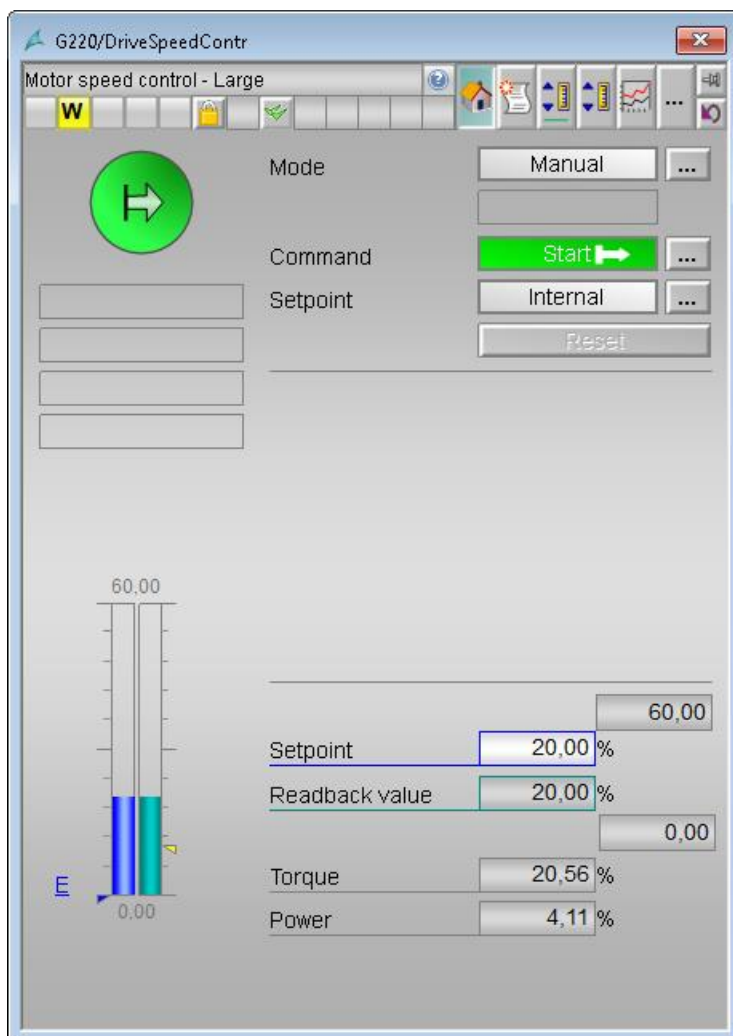 G220/DriveSpeedContr
Motor speed control - Large
W
...
Mode Manual ...
Command Start ...
Setpoint Internal ...
Reset
60,00
60,00
Setpoint 20,00 %
Readback value 20,00 %
0,00
E
Torque 20,56 %
0,00
Power 4,11 %